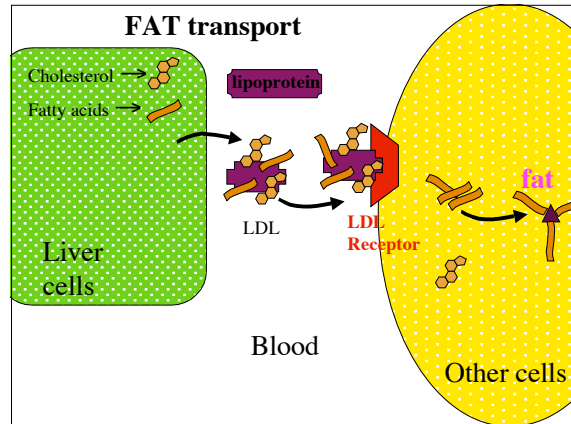 FAT transport
Cholesterol
lipoprotein
Fatty acids
fat
LDL
LDL
Receptor
Liver
cells
Blood
Other cells